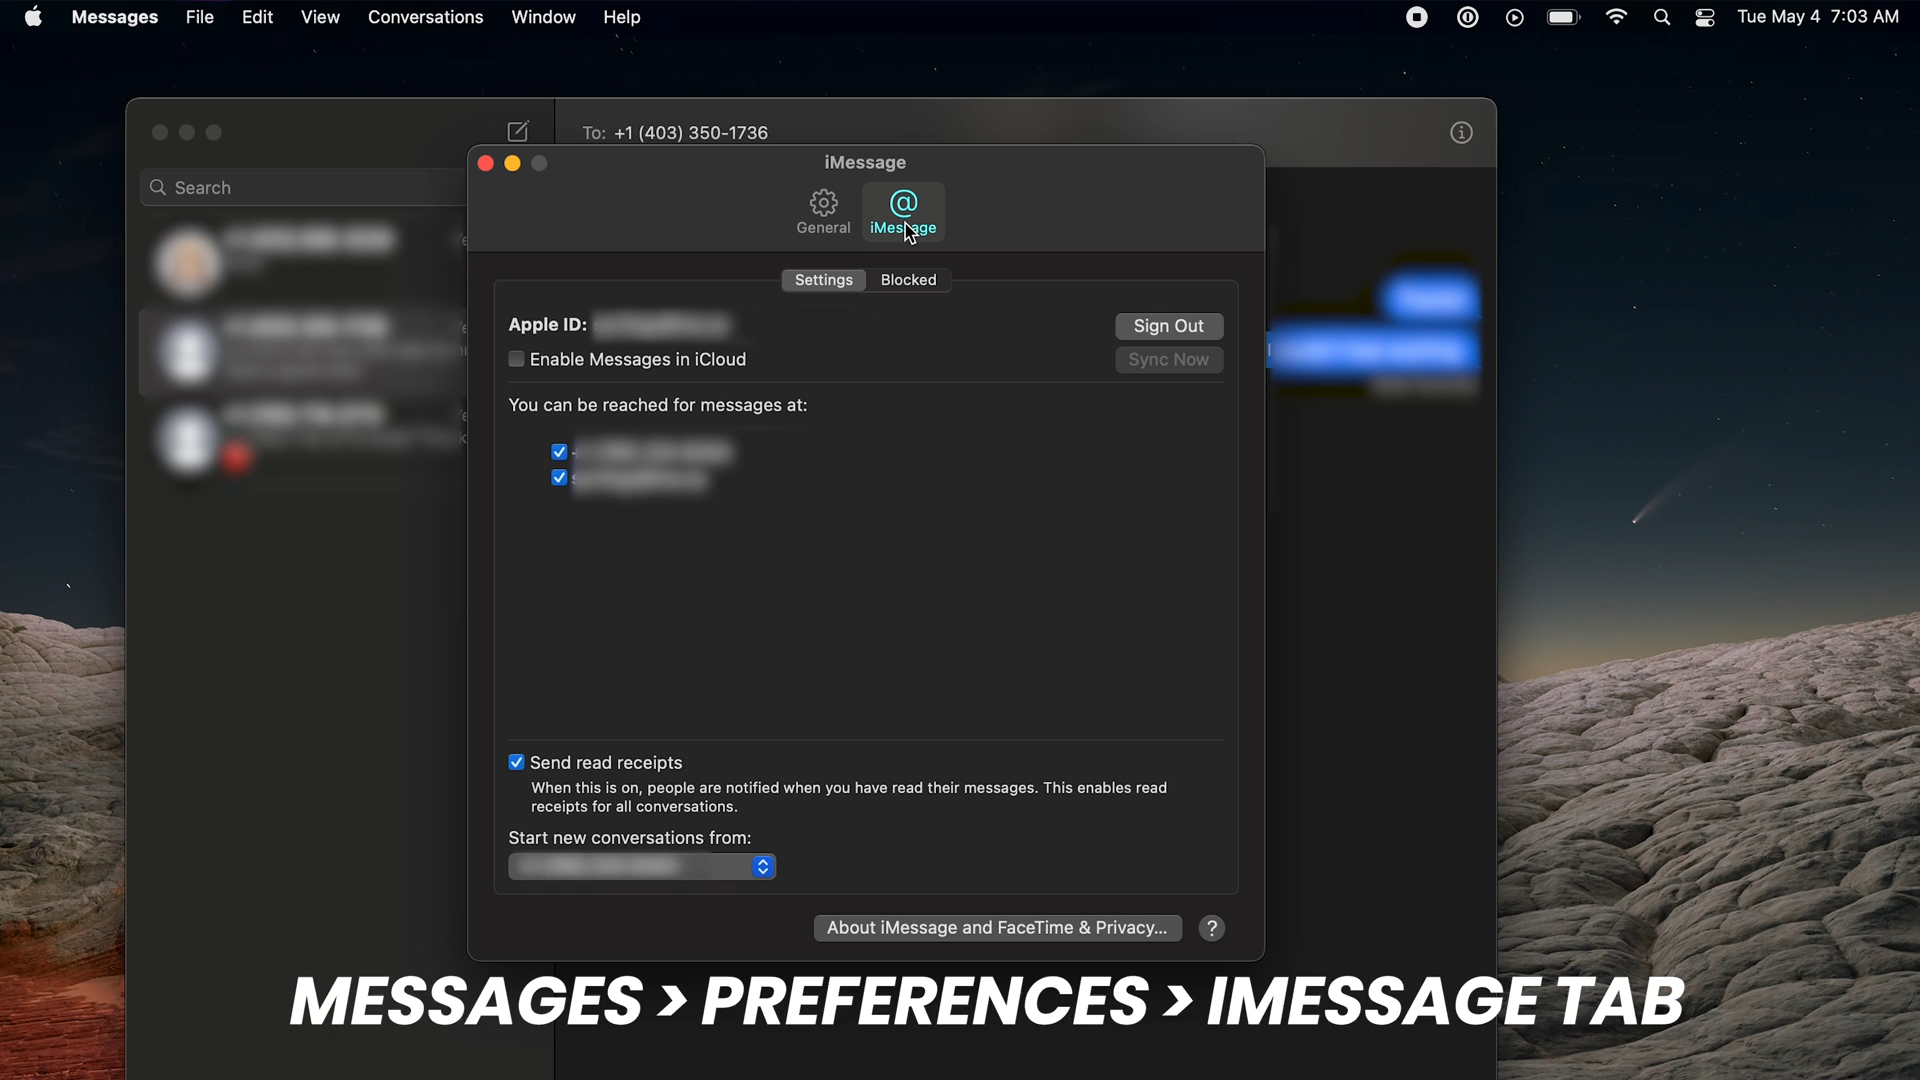 Messages File Edit View Conversations Window Help Tue May 4 7:03 AM
To: +1 (403) 350-1736
iMessage
Search
General iMessage
Settings Blocked
Apple ID: Sign Out
Enable Messages in iCloud Sync Now
You can be reached for messages at:
Send read receipts
When this is on, people are notified when you have read their messages. This enables read
receipts for all conversations.
Start new conversations from:
About iMessage and FaceTime & Privacy... ?
MESSAGES > PREFERENCES > IMESSAGE TAB